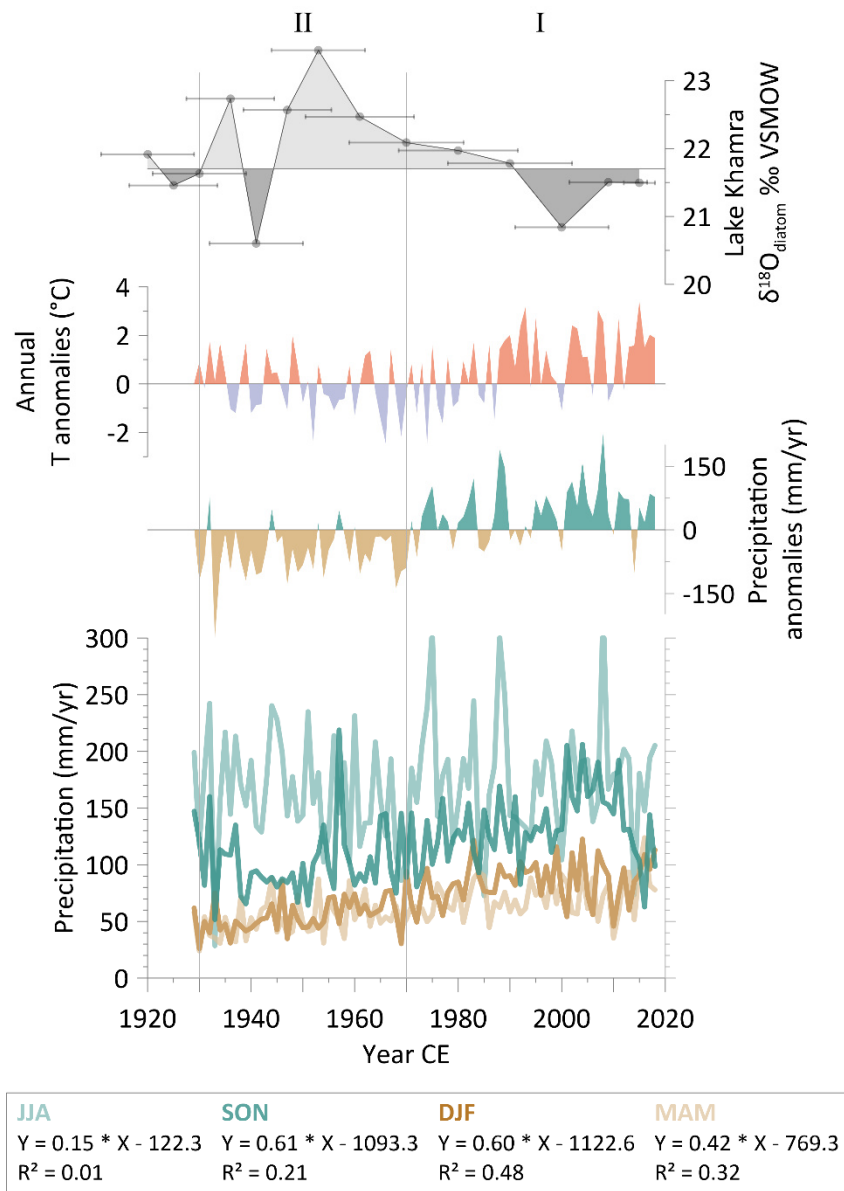 II
I
23
22
21
20
Lake Khamra
δ¹⁸O diatom ‰ VSMOW
4
2
0
-2
Annual
T anomalies (°C)
150
0
-150
Precipitation
anomalies (mm/yr)
300
250
200
150
100
50
0
Precipitation (mm/yr)
1920 1940 1960 1980 2000 2020
Year CE
JJA SON DJF MAM
Y = 0.15 * X - 122.3 Y = 0.61 * X - 1093.3 Y = 0.60 * X - 1122.6 Y = 0.42 * X - 769.3
R² = 0.01 R² = 0.21 R² = 0.48 R² = 0.32